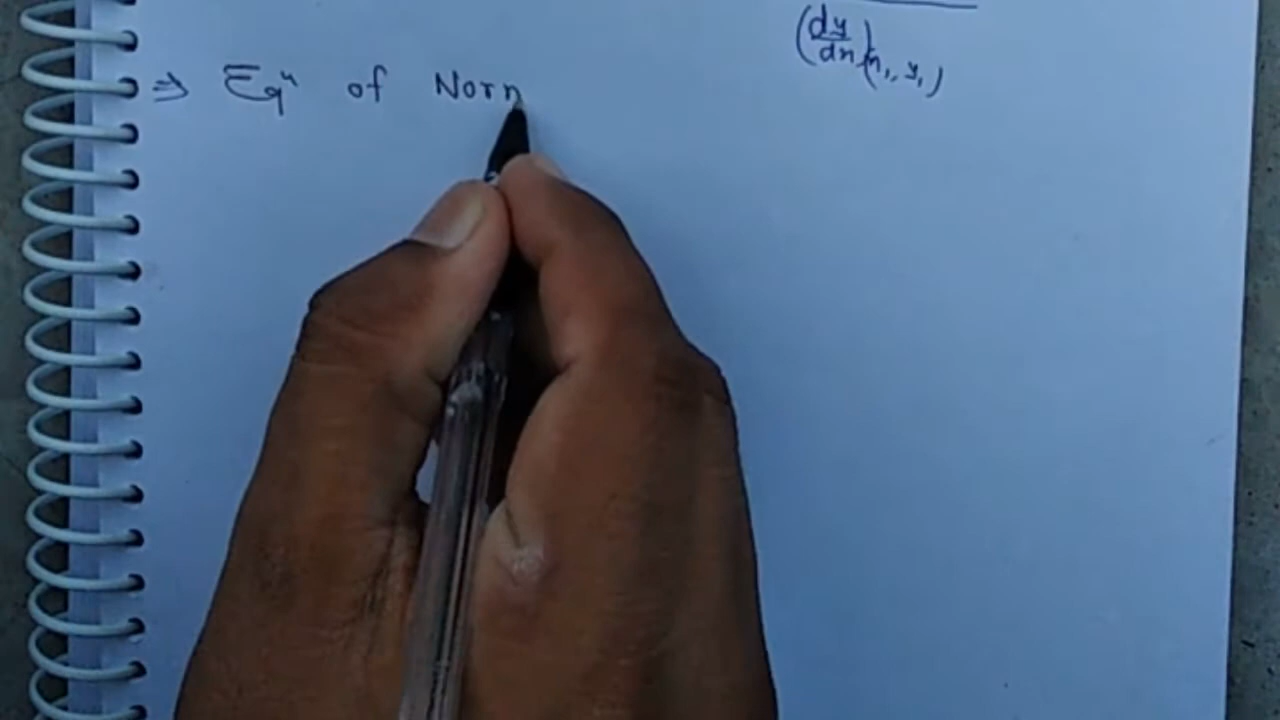 (dy/dx)(x₁, y₁)
⇒ Eqⁿ of Norm